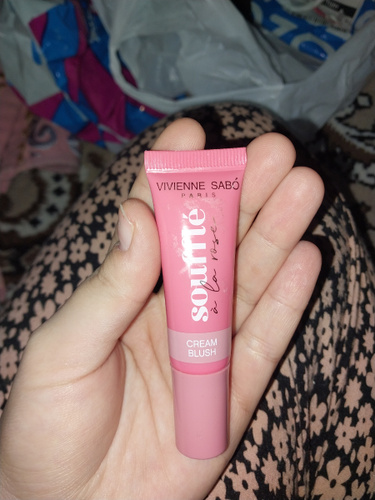 VIVIENNE SABÓ
PARIS
soufflé
à la rose
CREAM
BLUSH